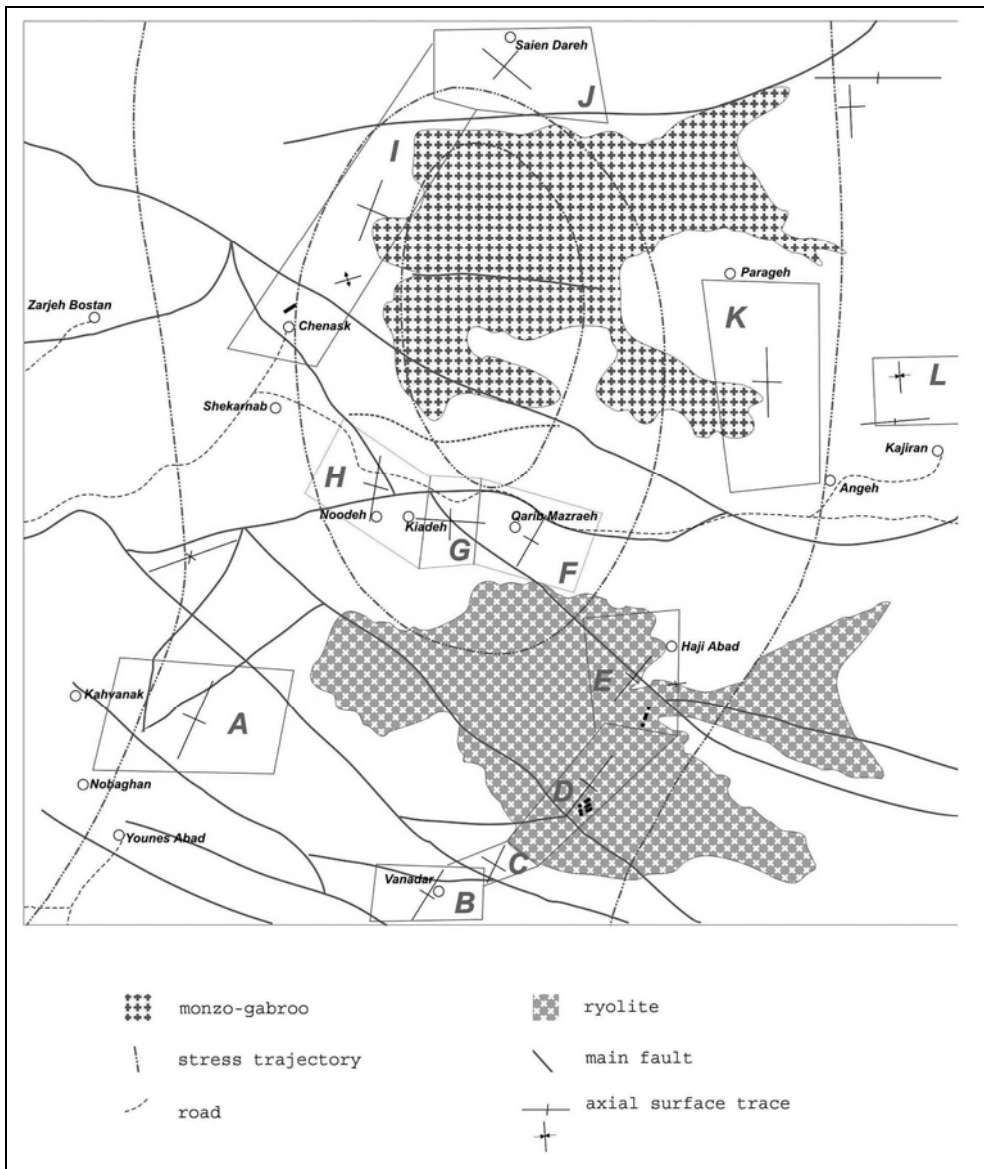 Saien Dareh
J
I
Parageh
Zarjeh Bostan
Chenask
K
L
Shekarnab
Kajiran
H
Angeh
Noodeh
Kiadeh
Qarib Mazraeh
G
F
Haji Abad
E
Kahvanak
A
Nobaghan
D
Younes Abad
C
Vanadar
B
monzo-gabroo
ryolite
stress trajectory
main fault
road
axial surface trace